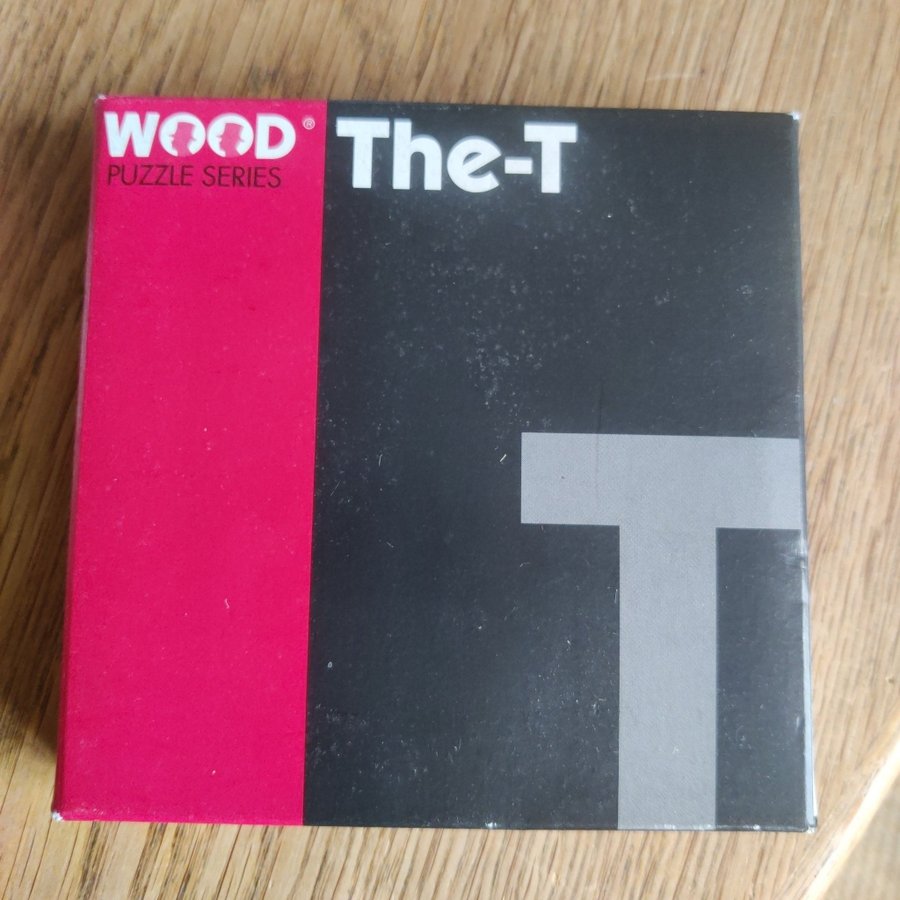 WOOD®
PUZZLE SERIES
The-T
T